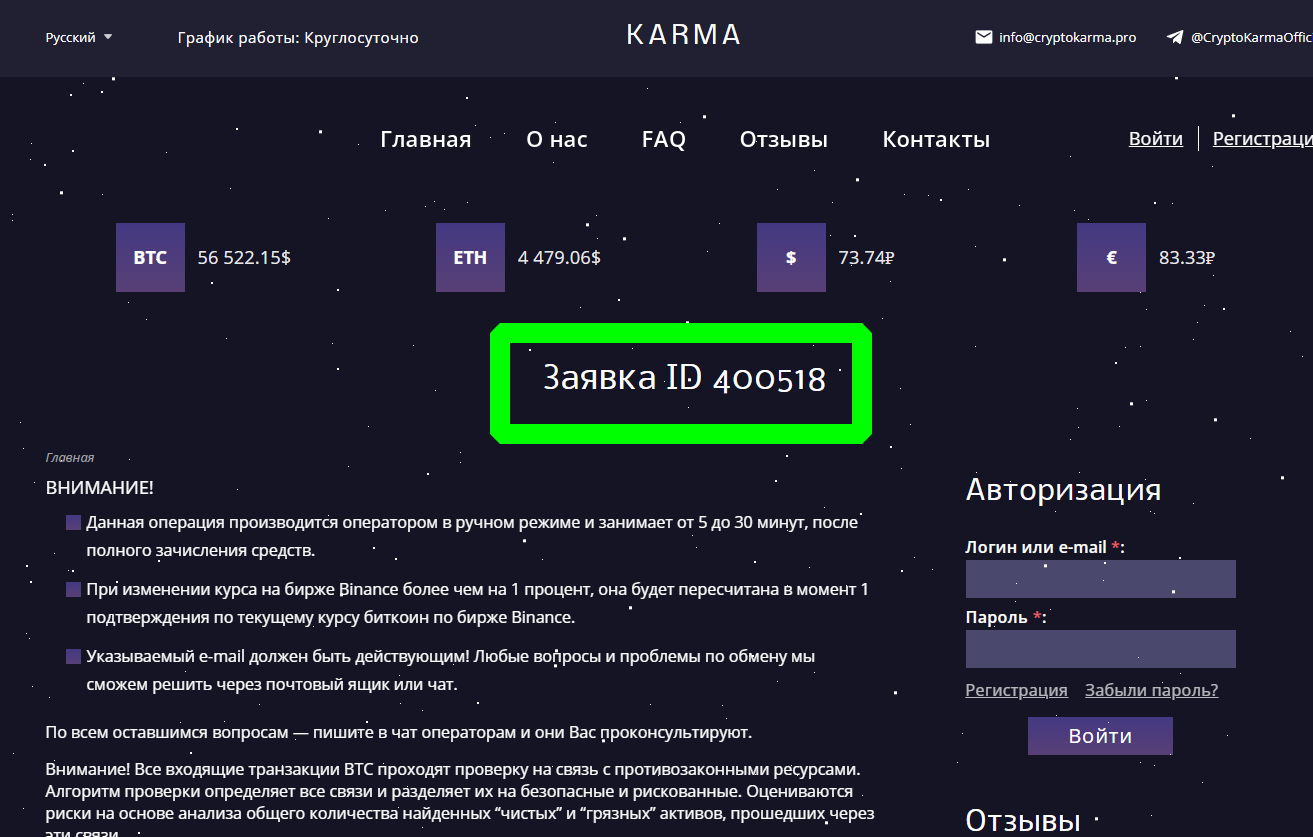 Русский
График работы: Круглосуточно
KARMA
info@cryptokarma.pro
@CryptoKarmaOffic
Главная О нас FAQ Отзывы Контакты
Войти Регистраци
BTC 56 522.15$
ETH 4 479.06$
$ 73.74₽
€ 83.33₽
Заявка ID 400518
Главная
ВНИМАНИЕ!
Данная операция производится оператором в ручном режиме и занимает от 5 до 30 минут, после
полного зачисления средств.
При изменении курса на бирже Binance более чем на 1 процент, она будет пересчитана в момент 1
подтверждения по текущему курсу биткоин по бирже Binance.
Указываемый e-mail должен быть действующим! Любые вопросы и проблемы по обмену мы
сможем решить через почтовый ящик или чат.
По всем оставшимся вопросам — пишите в чат операторам и они Вас проконсультируют.
Внимание! Все входящие транзакции BTC проходят проверку на связь с противозаконными ресурсами.
Алгоритм проверки определяет все связи и разделяет их на безопасные и рискованные. Оцениваются
риски на основе анализа общего количества найденных “чистых” и “грязных” активов, прошедших через
эти связи.
Авторизация
Логин или e-mail *:
Пароль *:
Регистрация Забыли пароль?
Войти
Отзывы